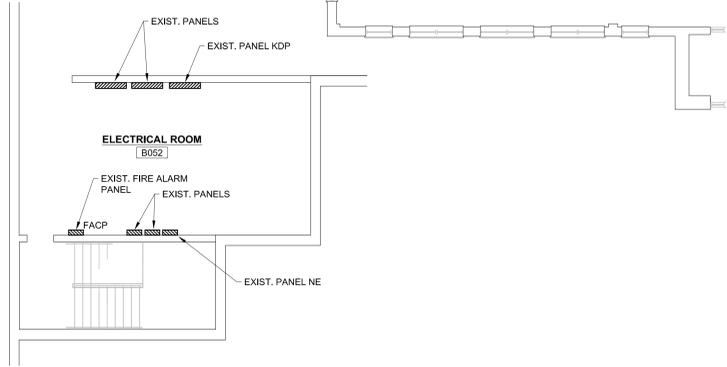 EXIST. PANELS
EXIST. PANEL KDP
ELECTRICAL ROOM
B052
EXIST. FIRE ALARM
PANEL
EXIST. PANELS
FACP
EXIST. PANEL NE